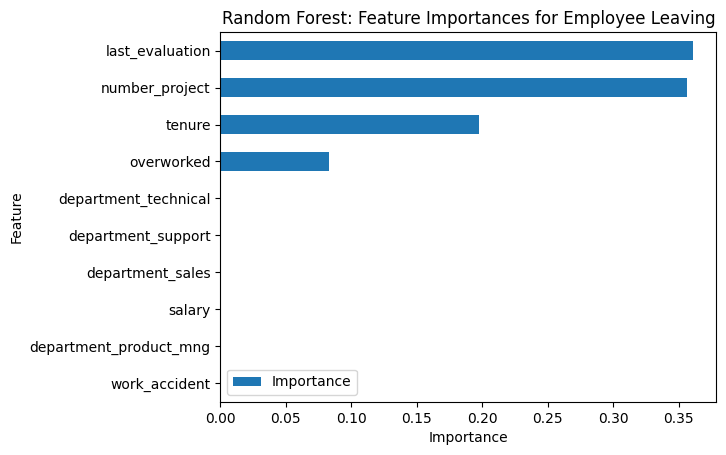 Random Forest: Feature Importances for Employee Leaving
Feature
last_evaluation
number_project
tenure
overworked
department_technical
department_support
department_sales
salary
department_product_mng
work_accident
Importance
0.00 0.05 0.10 0.15 0.20 0.25 0.30 0.35
Importance